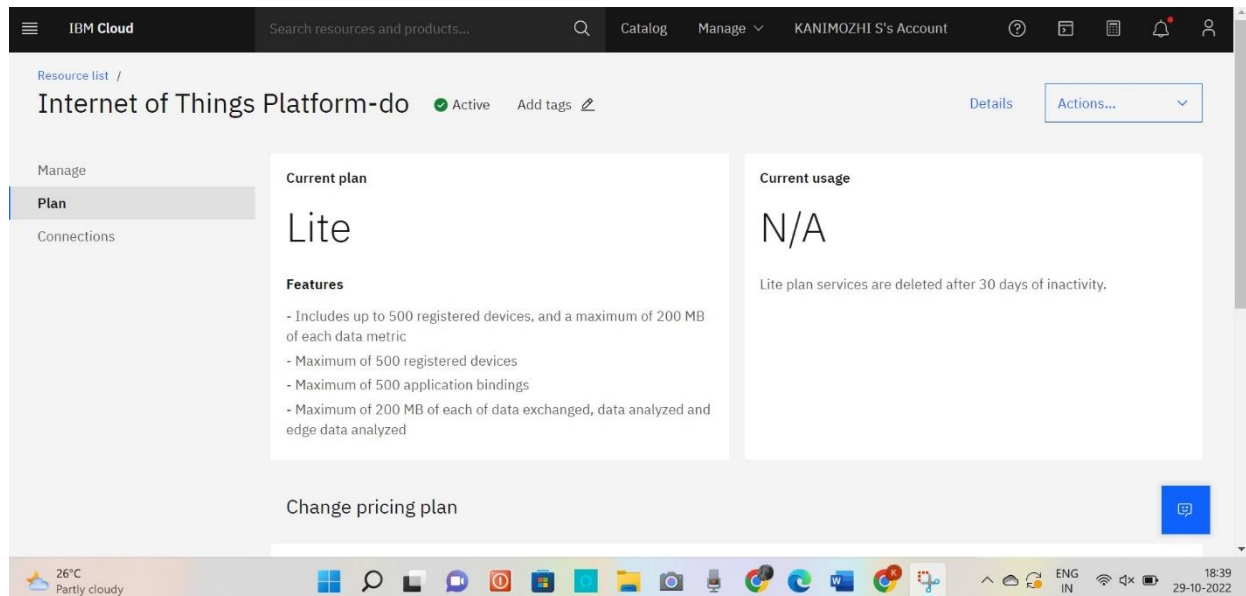 IBM Cloud
Search resources and products...
Catalog
Manage
KANIMOZHI S's Account
Resource list /
Internet of Things Platform-do
Active
Add tags
Details
Actions...
Manage
Plan
Connections
Current plan
Lite
Features
- Includes up to 500 registered devices, and a maximum of 200 MB
of each data metric
- Maximum of 500 registered devices
- Maximum of 500 application bindings
- Maximum of 200 MB of each of data exchanged, data analyzed and
edge data analyzed
Current usage
N/A
Lite plan services are deleted after 30 days of inactivity.
Change pricing plan
26°C
Partly cloudy
ENG
IN
18:39
29-10-2022